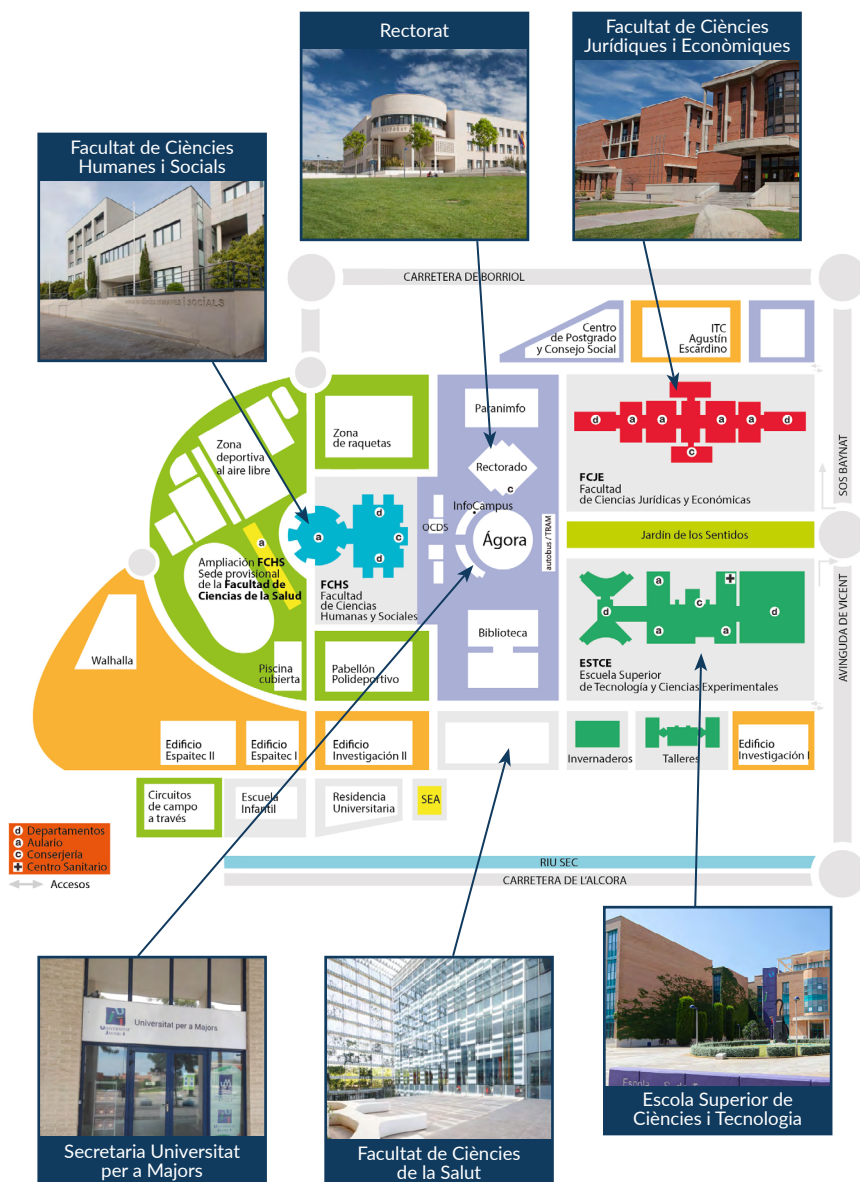 Rectorat
Facultat de Ciències
Jurídiques i Econòmiques
Facultat de Ciències
Humanes i Socials
CARRETERA DE BORRIOL
Centro
de Postgrado
y Consejo Social
ITC
Agustín
Escardino
Paranimfo
Zona
de raquetas
Zona
deportiva
al aire libre
Rectorado
c
d
a
a
a
a
d
c
FCJE
Facultad
de Ciencias Jurídicas y Económicas
SOS BAYNAT
InfoCampus
OCDS
Ágora
autobus / TRAM
Jardín de los Sentidos
a
a
d
c
d
Ampliación FCHS
Sede provisional
de la Facultad de
Ciencias de la Salud
FCHS
Facultad
de Ciencias
Humanas y Sociales
a
c
d
d
a
a
ESTCE
Escuela Superior
de Tecnología y Ciencias Experimentales
AVINGUDA DE VICENT
Biblioteca
Walhalla
Piscina
cubierta
Pabellón
Polideportivo
Edificio
Espaitec II
Edificio
Espaitec I
Edificio
Investigación II
Invernaderos
Talleres
Edificio
Investigación I
Circuitos
de campo
a través
Escuela
Infantil
Residencia
Universitaria
SEA
d Departamentos
a Aulario
c Conserjería
Centro Sanitario
Accesos
RIU SEC
CARRETERA DE L'ALCORA
Universitat per a Majors
Secretaria Universitat
per a Majors
Facultat de Ciències
de la Salut
Escola Superior de
Ciències i Tecnologia